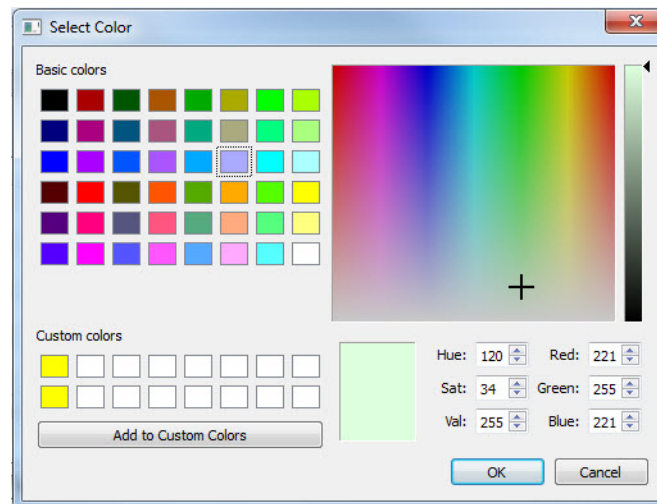 Select Color
Basic colors
Custom colors
Add to Custom Colors
Hue: 120 Red: 221
Sat: 34 Green: 255
Val: 255 Blue: 221
OK Cancel